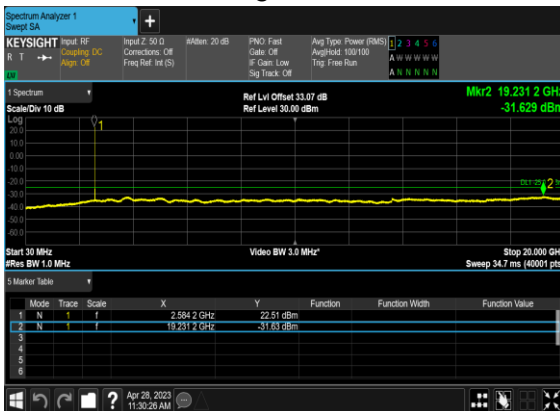 Spectrum Analyzer 1
Swept SA
KEYSIGHT Input: RF Input Z: 50 Ω #Atten: 20 dB PNO: Fast Avg Type: Power (RMS) 1 2 3 4 5 6
R T Coupling: DC Corrections: Off Gate: Off Avg|Hold: 100/100 A W W W W W
Align: Off Freq Ref: Int (S) IF Gain: Low Trig: Free Run
LV Sig Track: Off A N N N N N
1 Spectrum
Ref Lvl Offset 33.07 dB Mkr2 19.231 2 GHz
Scale/Div 10 dB Ref Level 30.00 dBm -31.629 dBm
Log
20.0
10.0
0.00
-10.0
-20.0
-30.0
-40.0
-50.0
-60.0
1
2
Start 30 MHz Video BW 3.0 MHz* Stop 20.000 GH
#Res BW 1.0 MHz Sweep 34.7 ms (40001 pts
5 Marker Table
Mode Trace Scale X Y Function Function Width Function Value
1 N 1 f 2.584 2 GHz 22.51 dBm
2 N 1 f 19.231 2 GHz -31.63 dBm
3
4
5
6
? Apr 28, 2023
11:30:26 AM